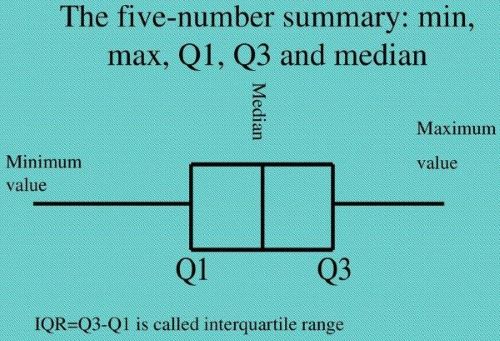 The five-number summary: min,
max, Q1, Q3 and median
Median
Maximum
value
Minimum
value
Q1
Q3
IQR=Q3-Q1 is called interquartile range